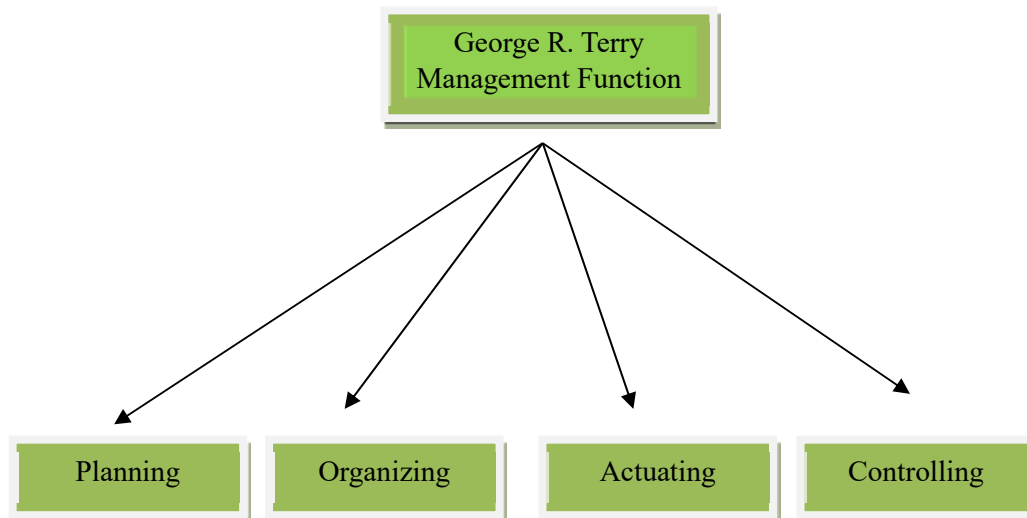 George R. Terry
Management Function
Planning
Organizing
Actuating
Controlling